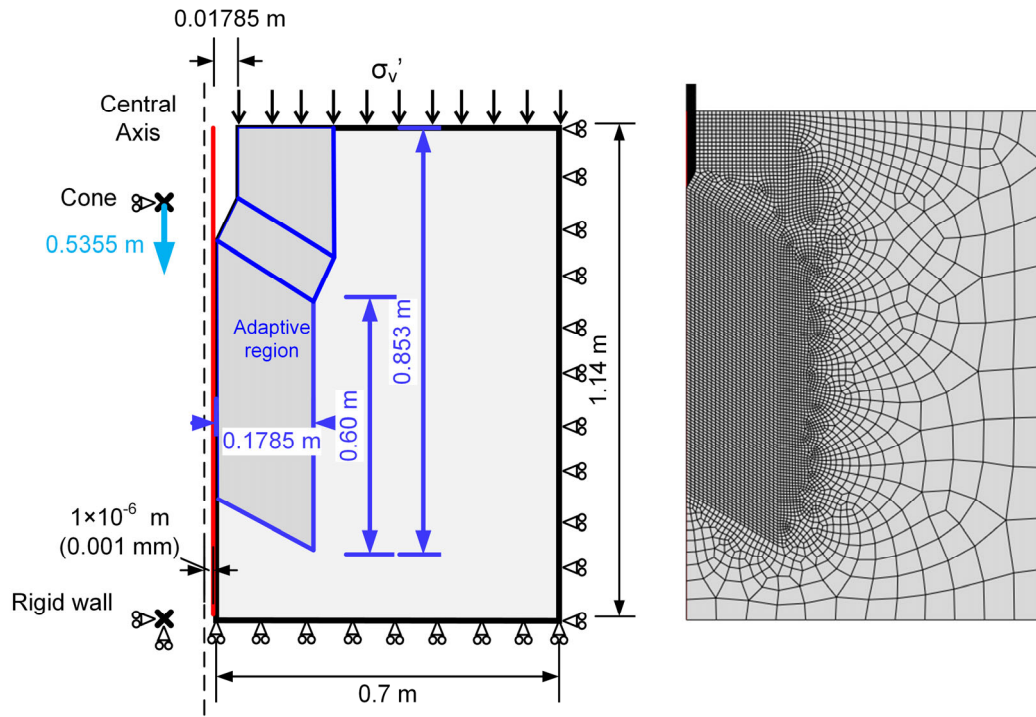 0.01785 m
σv'
Central
Axis
Cone
0.5355 m
Adaptive
region
0.853 m
1.14 m
0.60 m
0.1785 m
1×10⁻⁶ m
(0.001 mm)
Rigid wall
0.7 m